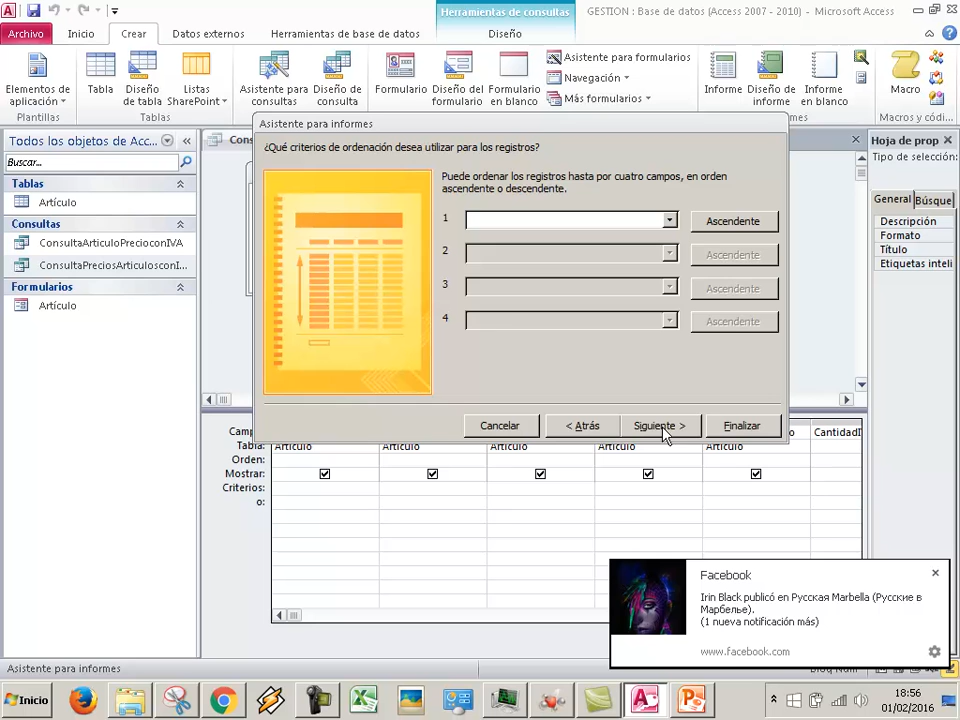 Herramientas de consultas
GESTION : Base de datos (Access 2007 - 2010) - Microsoft Access
Archivo
Inicio
Crear
Datos externos
Herramientas de base de datos
Diseño
Elementos de aplicación
Tabla
Diseño de tabla
Listas SharePoint
Asistente para consultas
Diseño de consulta
Formulario
Diseño del formulario
Formulario en blanco
Asistente para formularios
Navegación
Más formularios
Informe
Diseño de informe
Informe en blanco
Macro
Plantillas
Tablas
mes
Macros y códi...
Todos los objetos de Acc...
Buscar...
Tablas
Artículo
Consultas
ConsultaArticuloPrecioconIVA
ConsultaPreciosArticulosconI...
Formularios
Artículo
Cons
Asistente para informes
¿Qué criterios de ordenación desea utilizar para los registros?
Puede ordenar los registros hasta por cuatro campos, en orden
ascendente o descendente.
1
Ascendente
2
Ascendente
3
Ascendente
4
Ascendente
Cancelar
< Atrás
Siguiente >
Finalizar
Hoja de prop
Tipo de selección:
General
Búsque
Descripción
Formato
Título
Etiquetas inteli
Camp
o
CantidadI
Tabla:
Artículo
Artículo
Artículo
Artículo
Artículo
Orden:
Mostrar:
Criterios:
o:
Facebook
Irin Black publicó en Русская Marbella (Русские в
Марбелье).
(1 nueva notificación más)
www.facebook.com
Asistente para informes
Bloq Num
Inicio
18:56
01/02/2016